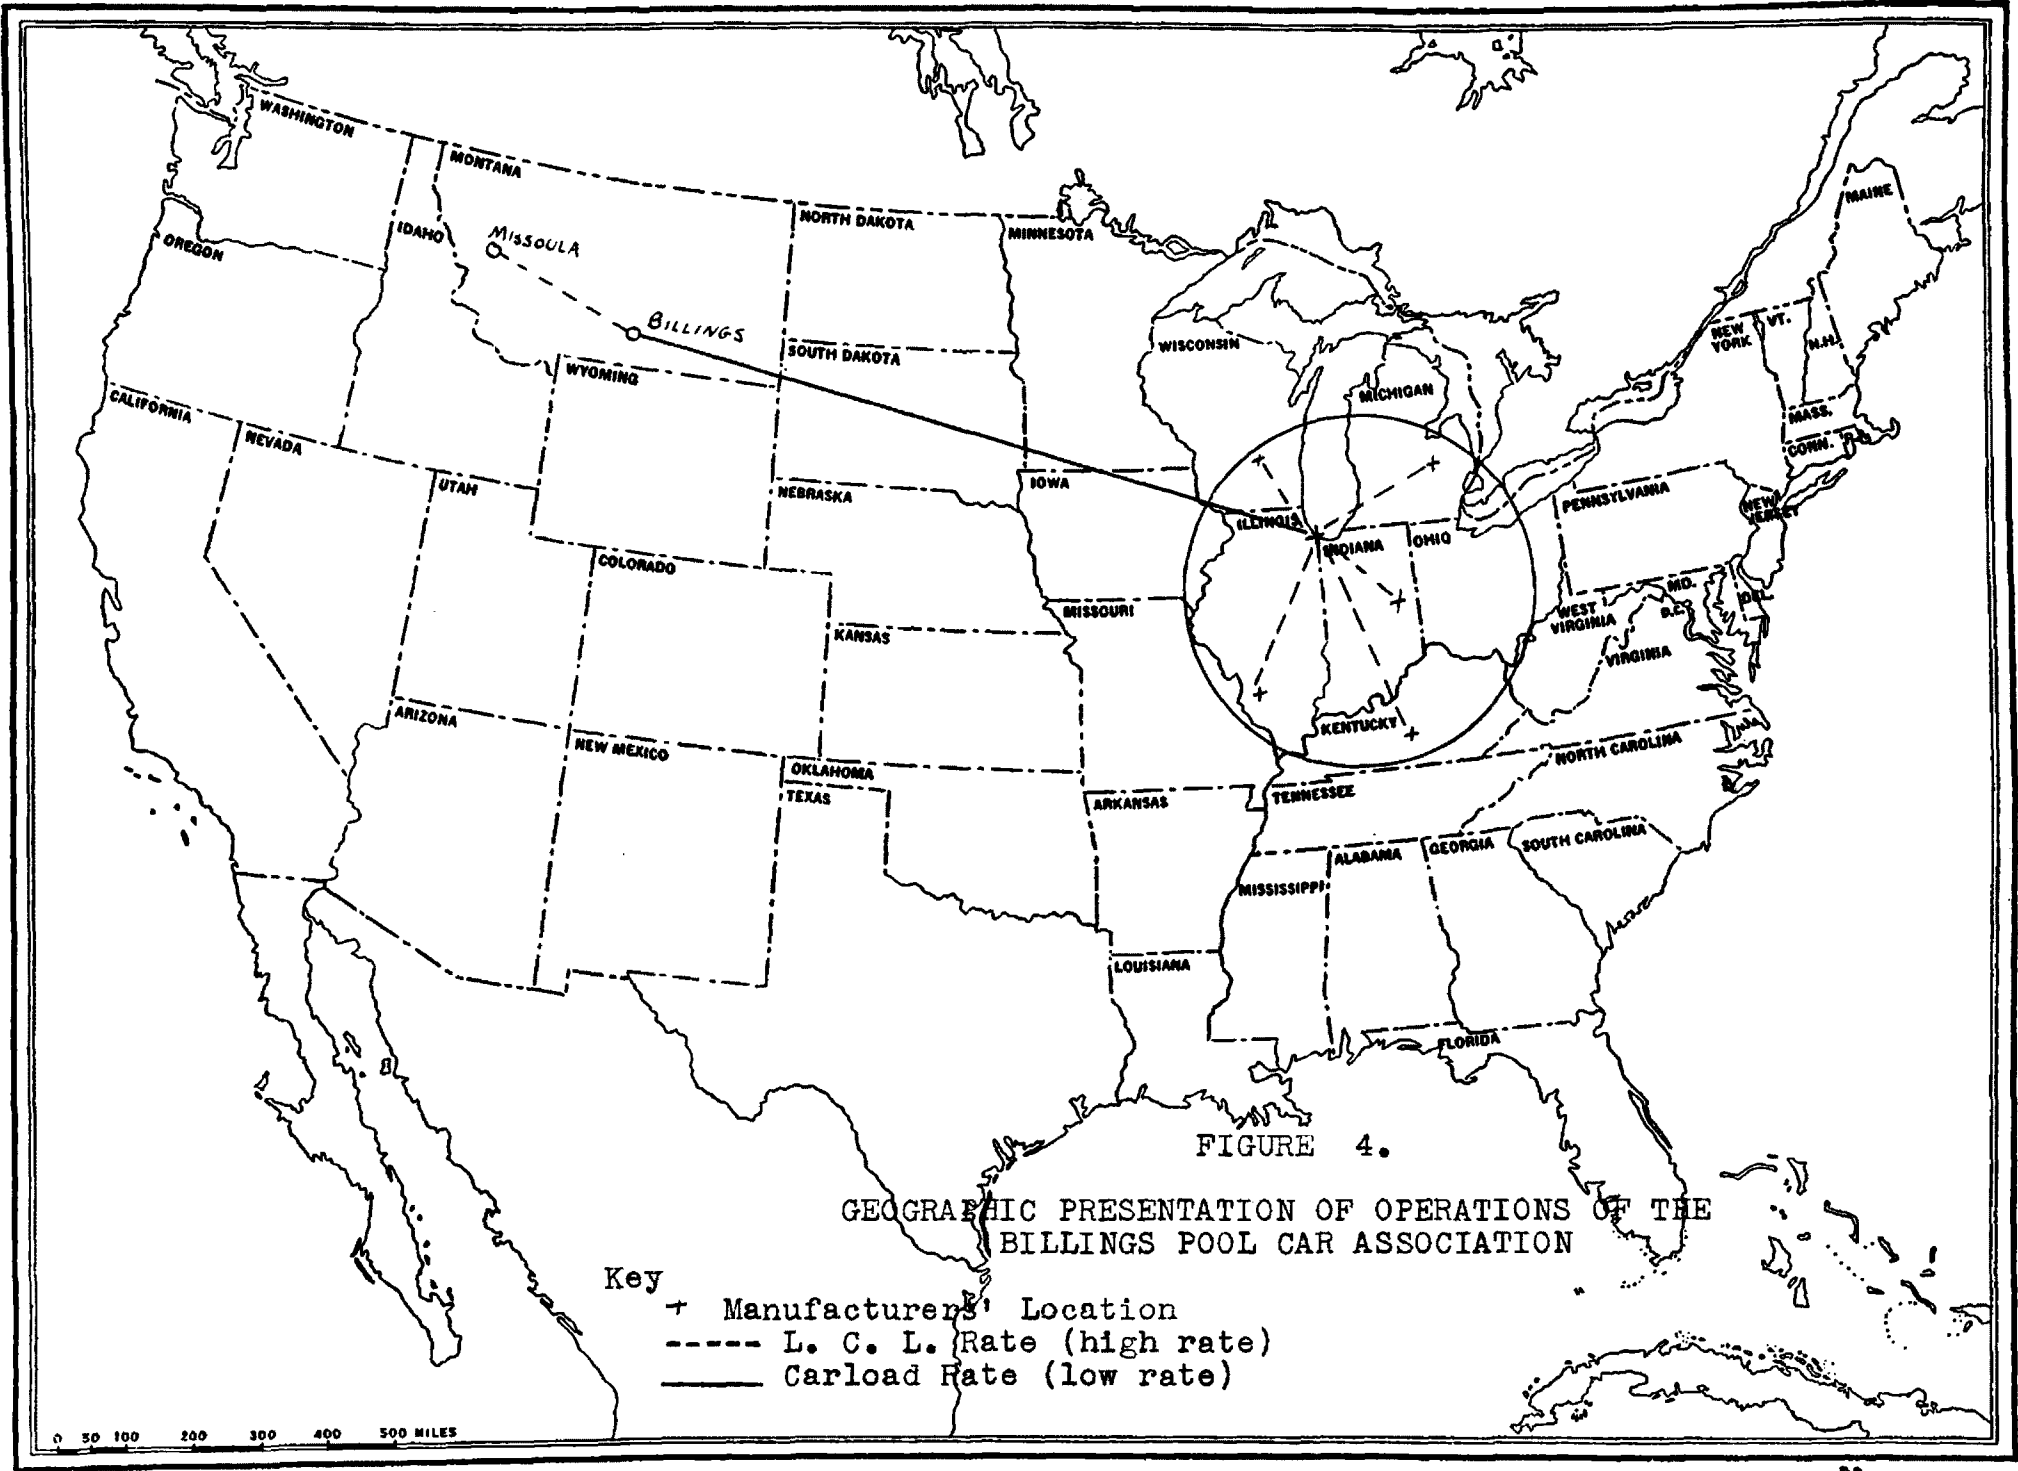 WASHINGTON
MONTANA
NORTH DAKOTA
MINNESOTA
MAINE
IDAHO
MISSOULA
OREGON
BILLINGS
SOUTH DAKOTA
WISCONSIN
NEW
YORK
VT.
N.H.
WYOMING
MICHIGAN
CALIFORNIA
NEVADA
MASS.
CONN.
R.I.
UTAH
NEBRASKA
IOWA
ILLINOIS
PENNSYLVANIA
NEW
JERSEY
INDIANA
OHIO
COLORADO
MISSOURI
KANSAS
WEST
VIRGINIA
MD.
D.C.
DEL.
VIRGINIA
ARIZONA
NEW MEXICO
KENTUCKY
NORTH CAROLINA
OKLAHOMA
TEXAS
ARKANSAS
TENNESSEE
ALABAMA
GEORGIA
SOUTH CAROLINA
MISSISSIPPI
LOUISIANA
FLORIDA
FIGURE 4.
GEOGRAPHIC PRESENTATION OF OPERATIONS OF THE
BILLINGS POOL CAR ASSOCIATION
Key
+ Manufacturers' Location
----- L. C. L. Rate (high rate)
Carload Rate (low rate)
0 50 100 200 300 400 500 MILES